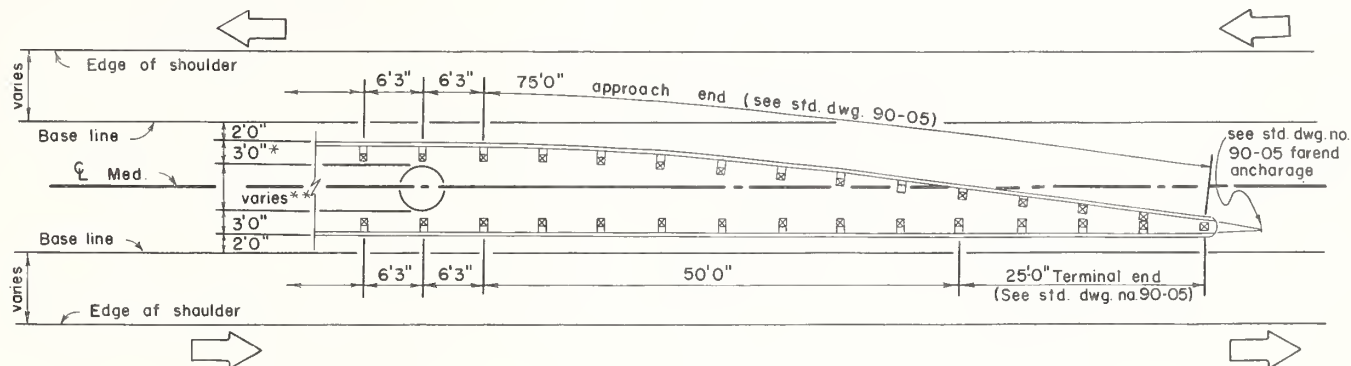 varies
Edge of shoulder
6'3" 6'3" 75'0" approach end (see std. dwg. 90-05)
Base line
2'0"
3'0"*
℄ Med.
varies**
3'0"
2'0"
see std. dwg. no.
90-05 farend
ancharage
Base line
varies
6'3" 6'3" 50'0" 25'0" Terminal end
(See std. dwg. na. 90-05)
Edge af shaulder